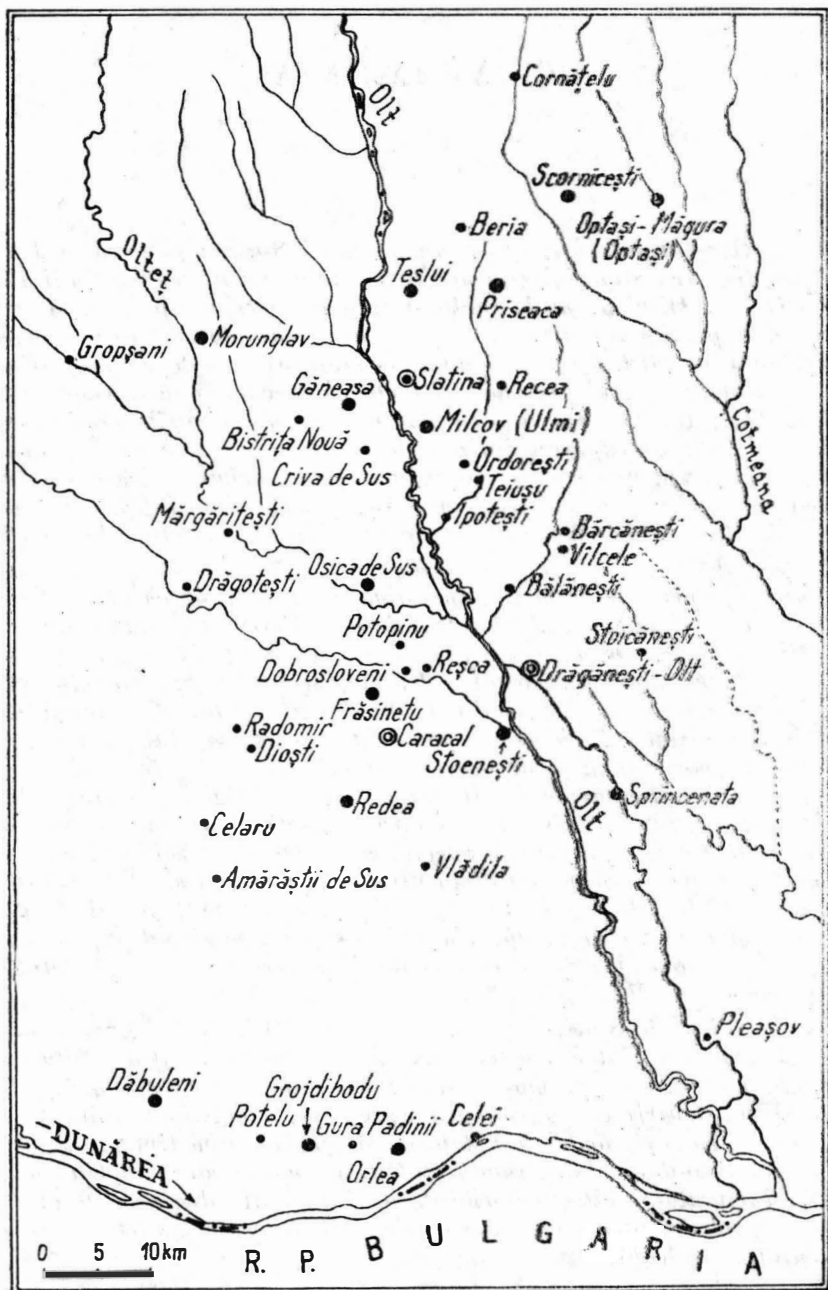 Cornățelu
Olt
Scornicești
Optași-Măgura
(Optași)
Beria
Olteț
Teslui
Priseaca
Gropșani
Morunglav
Găneasa
Slatina
Recea
Bistrița Nouă
Milcov (Ulmi)
Criva de Sus
Ordorești
Teiușu
Cotmeana
Ipotești
Mărgăritești
Bărcănești
Vîlcele
Drăgotești
Osica de Sus
Bălănești
Potopinu
Stoicănești
Dobrosloveni
Reșca
Drăgănești-Olt
Frăsinetu
Radomir
Caracal
Dioști
Stoenești
Olt
Redea
Sprîncenata
Celaru
Vlădila
Amărăștii de Sus
Pleașov
Dăbuleni
Grojdibodu
Potelu
Gura Padinii
Celei
Orlea
DUNĂREA
0 5 10 km
R. P. BULGARIA